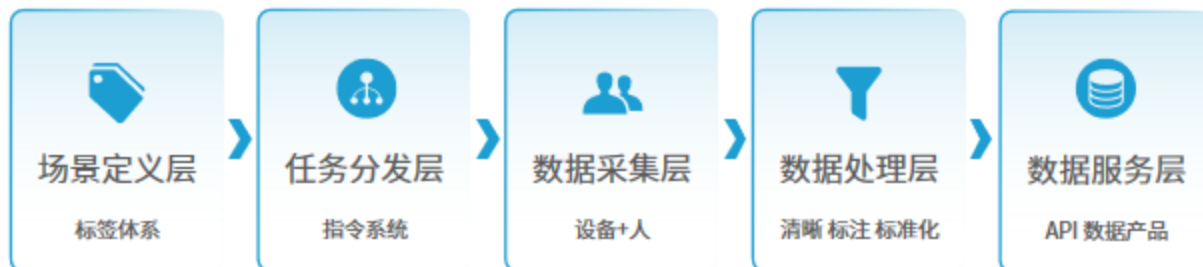 场景定义层
标签体系
任务分发层
指令系统
数据采集层
设备+人
数据处理层
清晰 标注 标准化
数据服务层
API 数据产品